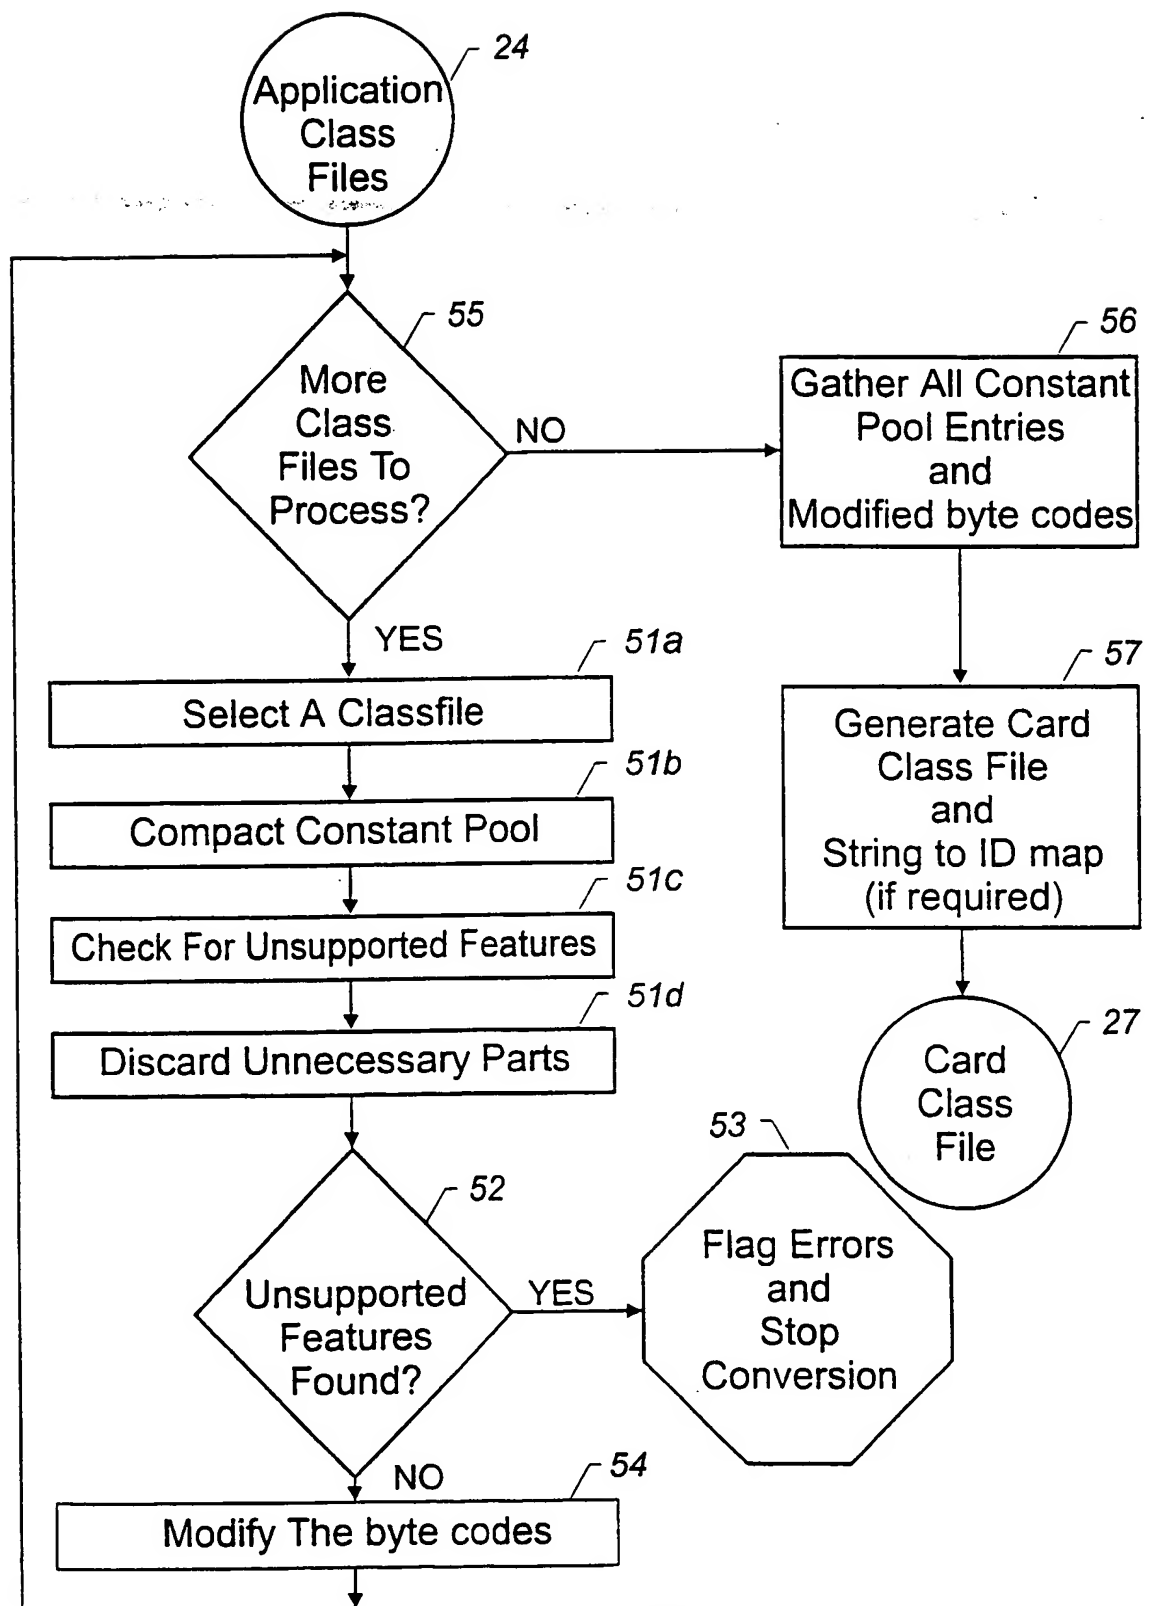 24
Application
Class
Files
55
More
Class
Files To
Process?
NO
56
Gather All Constant
Pool Entries
and
Modified byte codes
YES
51a
Select A Classfile
57
Generate Card
Class File
and
String to ID map
(if required)
51b
Compact Constant Pool
51c
Check For Unsupported Features
51d
Discard Unnecessary Parts
27
Card
Class
File
52
Unsupported
Features
Found?
YES
53
Flag Errors
and
Stop
Conversion
NO
54
Modify The byte codes